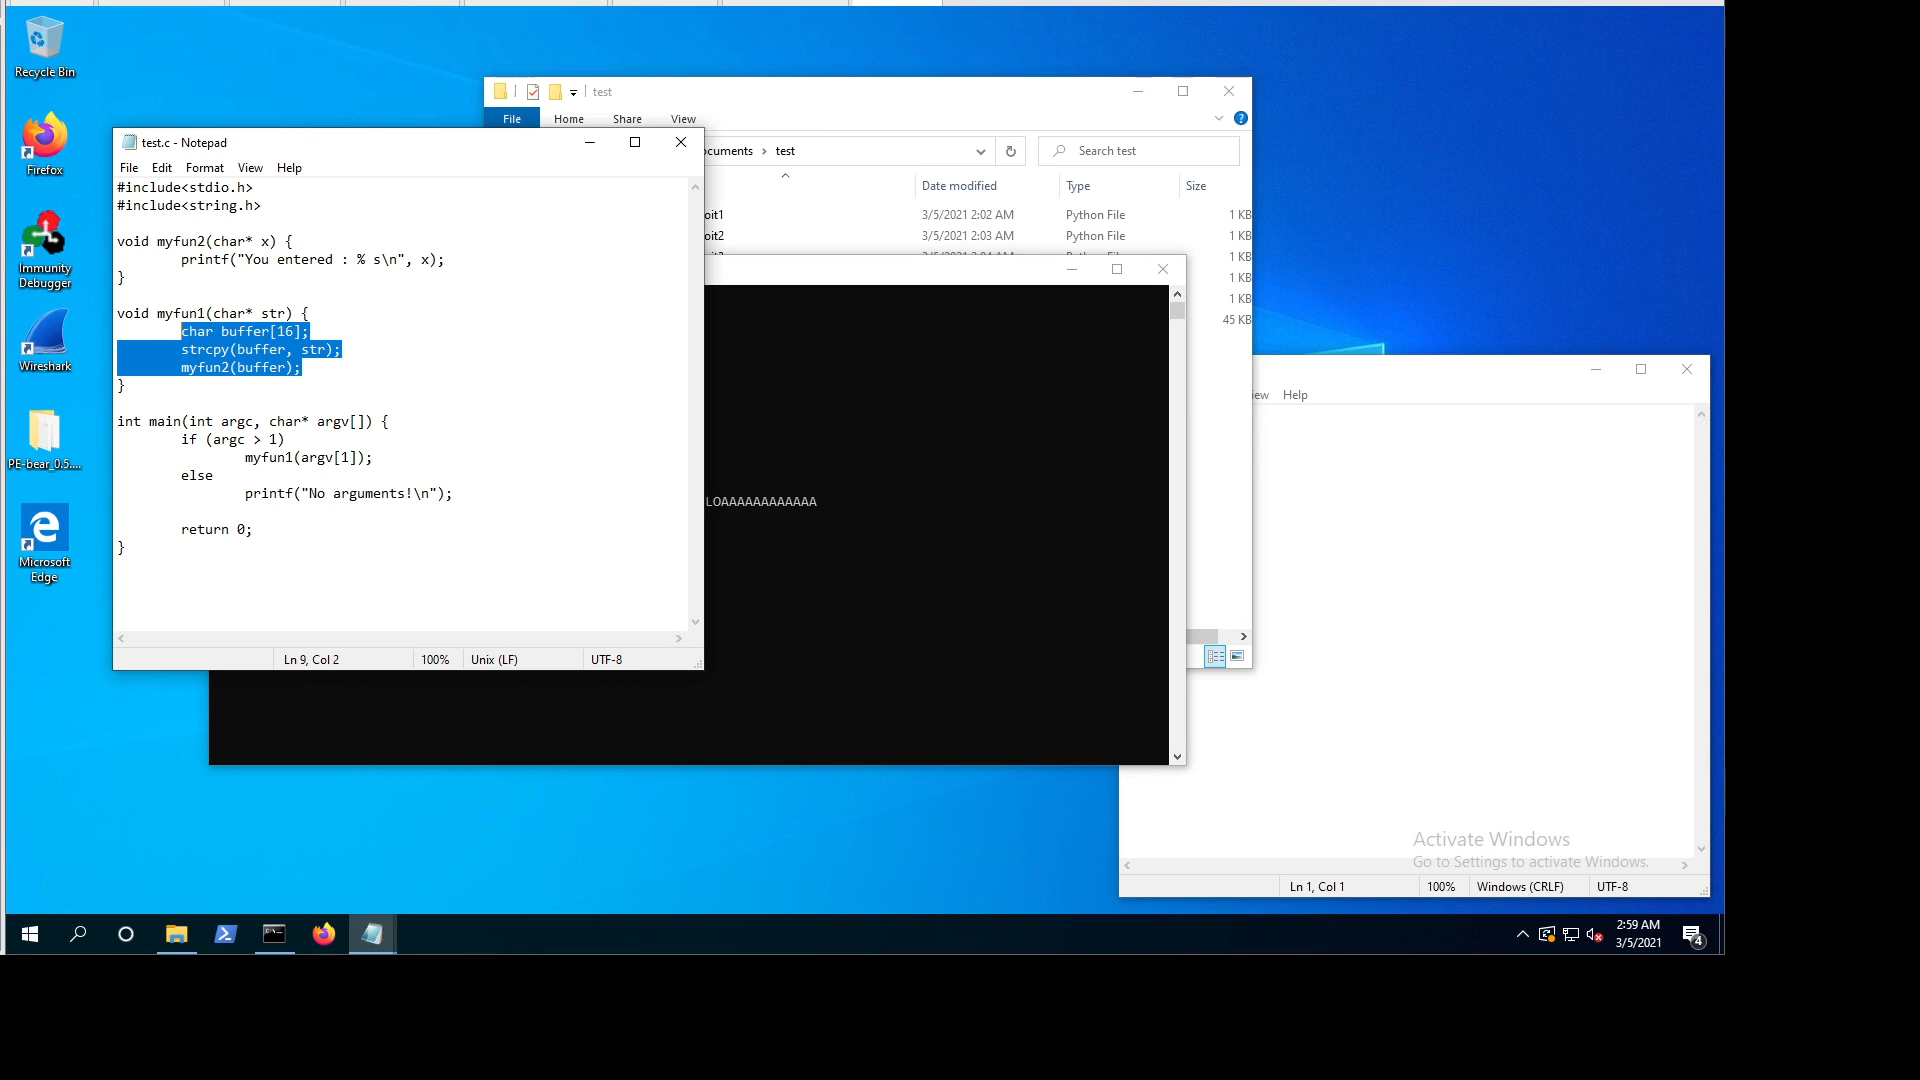 Recycle Bin
Firefox
Immunity
Debugger
Wireshark
PE-bear_0.5....
Microsoft
Edge
test
File Home Share View
ocuments > test
Search test
Date modified Type Size
oit1 3/5/2021 2:02 AM Python File 1 KB
oit2 3/5/2021 2:03 AM Python File 1 KB
1 KB
1 KB
1 KB
45 KB
test.c - Notepad
File Edit Format View Help
#include<stdio.h>
#include<string.h>
void myfun2(char* x) {
printf("You entered : % s\n", x);
}
void myfun1(char* str) {
char buffer[16];
strcpy(buffer, str);
myfun2(buffer);
}
int main(int argc, char* argv[]) {
if (argc > 1)
myfun1(argv[1]);
else
printf("No arguments!\n");
return 0;
}
Ln 9, Col 2 100% Unix (LF) UTF-8
LOAAAAAAAAAAAA
iew Help
Activate Windows
Go to Settings to activate Windows.
Ln 1, Col 1 100% Windows (CRLF) UTF-8
2:59 AM
3/5/2021
4